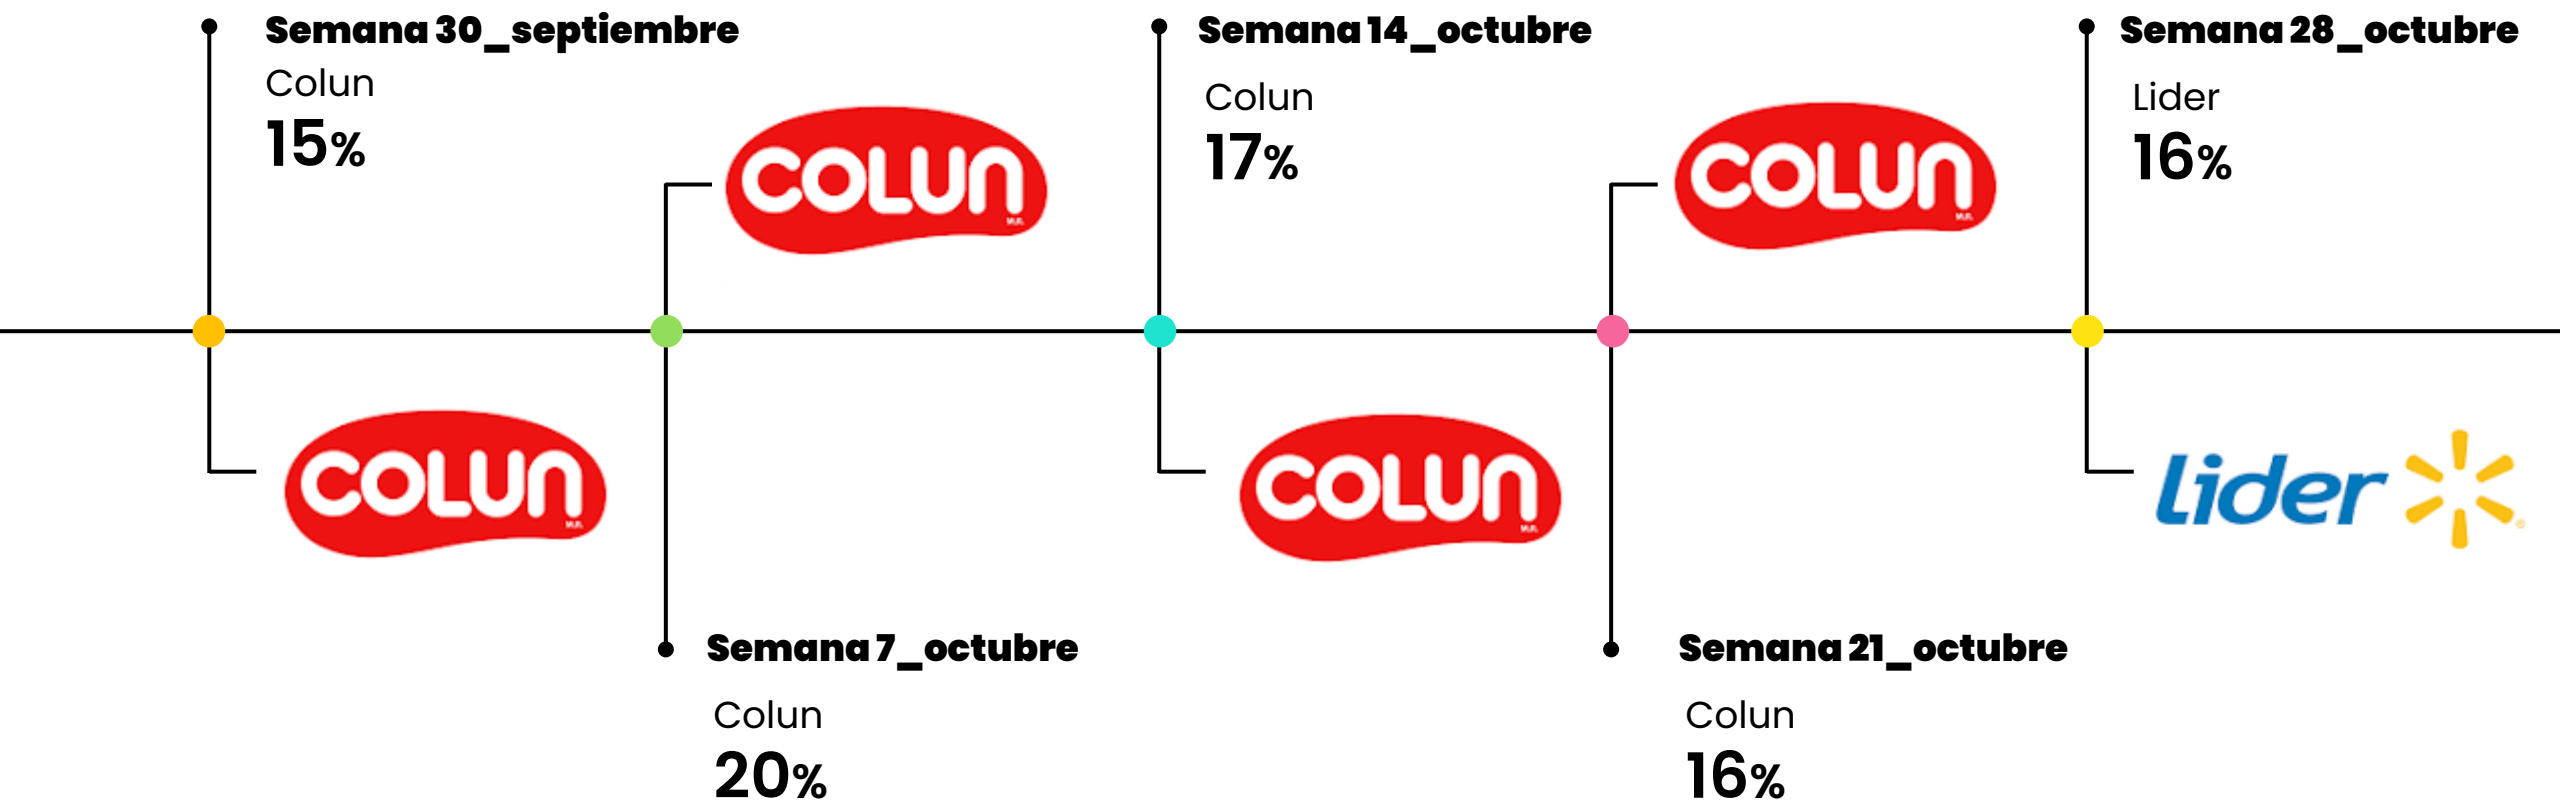 Semana 30_septiembre
Colun
15%
COLUN
M.R.
Semana 7_octubre
Colun
20%
COLUN
M.R.
Semana 14_octubre
Colun
17%
COLUN
M.R.
Semana 21_octubre
Colun
16%
COLUN
M.R.
Semana 28_octubre
Lider
16%
Lider
®